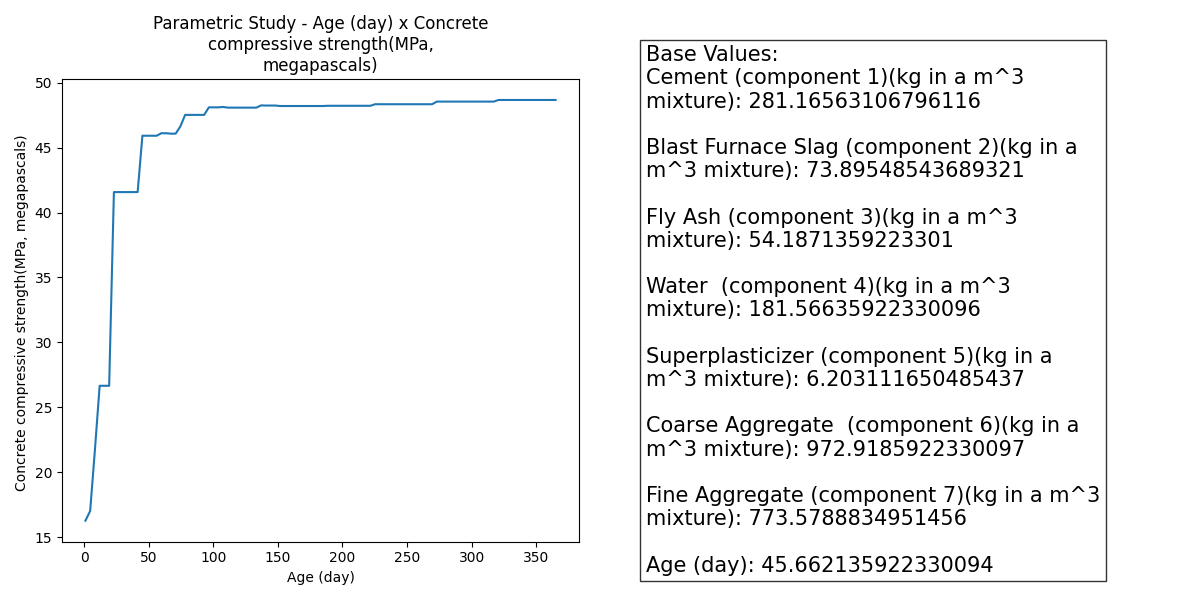 Parametric Study - Age (day) x Concrete
compressive strength(MPa,
megapascals)
Concrete compressive strength(MPa, megapascals)
50
45
40
35
30
25
20
15
0 50 100 150 200 250 300 350
Age (day)
Base Values:
Cement (component 1)(kg in a m^3
mixture): 281.16563106796116
Blast Furnace Slag (component 2)(kg in a
m^3 mixture): 73.89548543689321
Fly Ash (component 3)(kg in a m^3
mixture): 54.1871359223301
Water  (component 4)(kg in a m^3
mixture): 181.56635922330096
Superplasticizer (component 5)(kg in a
m^3 mixture): 6.203111650485437
Coarse Aggregate  (component 6)(kg in a
m^3 mixture): 972.9185922330097
Fine Aggregate (component 7)(kg in a m^3
mixture): 773.5788834951456
Age (day): 45.662135922330094